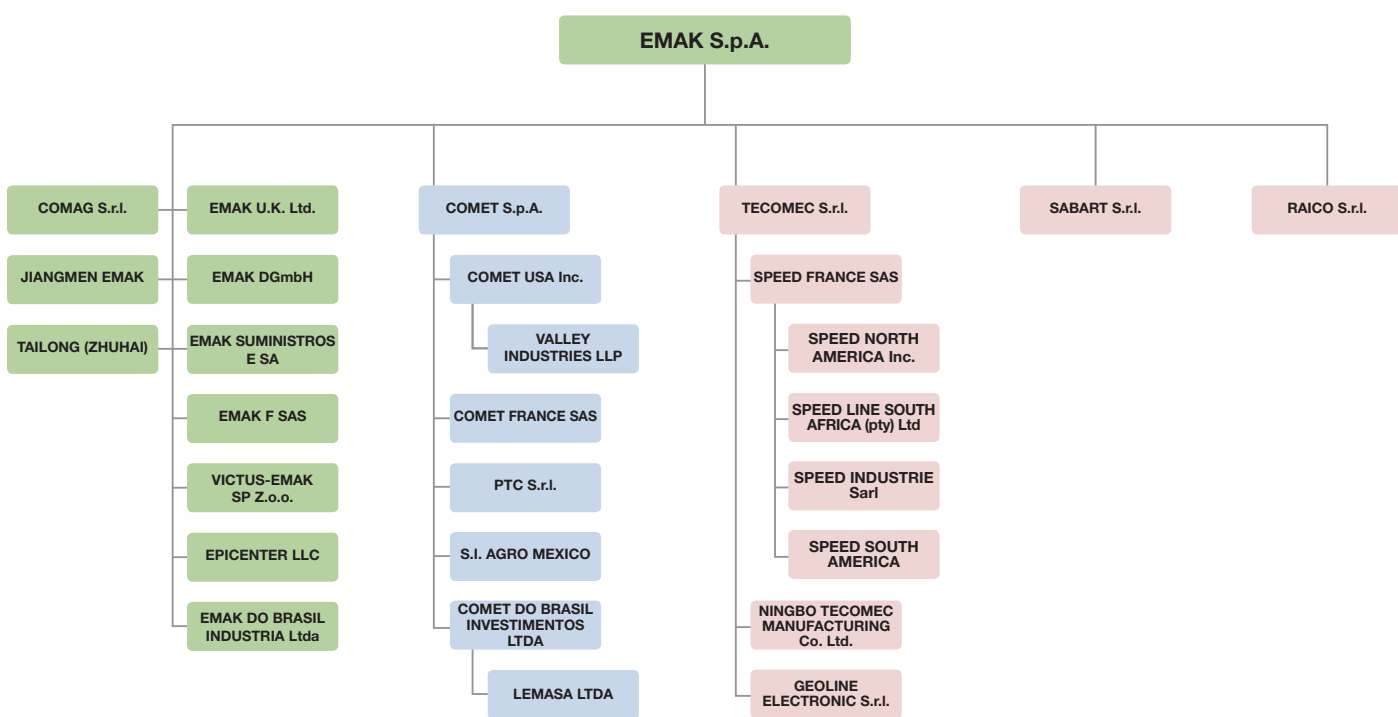 EMAK S.p.A.
COMAG S.r.l.
EMAK U.K. Ltd.
JIANGMEN EMAK
EMAK DGmbH
TAILONG (ZHUHAI)
EMAK SUMINISTROS
E SA
EMAK F SAS
VICTUS-EMAK
SP Z.o.o.
EPICENTER LLC
EMAK DO BRASIL
INDUSTRIA Ltda
COMET S.p.A.
COMET USA Inc.
VALLEY
INDUSTRIES LLP
COMET FRANCE SAS
PTC S.r.l.
S.I. AGRO MEXICO
COMET DO BRASIL
INVESTIMENTOS
LTDA
LEMASA LTDA
TECOMEC S.r.l.
SPEED FRANCE SAS
SPEED NORTH
AMERICA Inc.
SPEED LINE SOUTH
AFRICA (pty) Ltd
SPEED INDUSTRIE
Sarl
SPEED SOUTH
AMERICA
NINGBO TECOMEC
MANUFACTURING
Co. Ltd.
GEOLINE
ELECTRONIC S.r.l.
SABART S.r.l.
RAICO S.r.l.